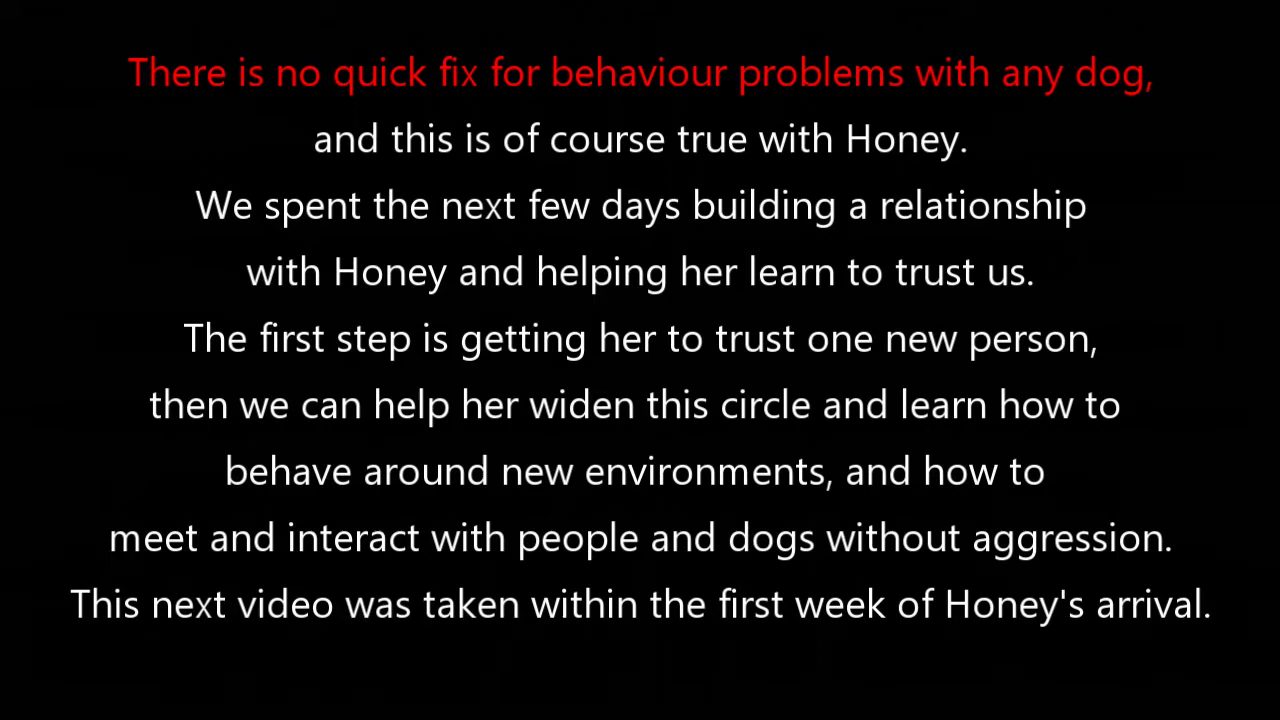 There is no quick fix for behaviour problems with any dog,
and this is of course true with Honey.
We spent the next few days building a relationship
with Honey and helping her learn to trust us.
The first step is getting her to trust one new person,
then we can help her widen this circle and learn how to
behave around new environments, and how to
meet and interact with people and dogs without aggression.
This next video was taken within the first week of Honey's arrival.